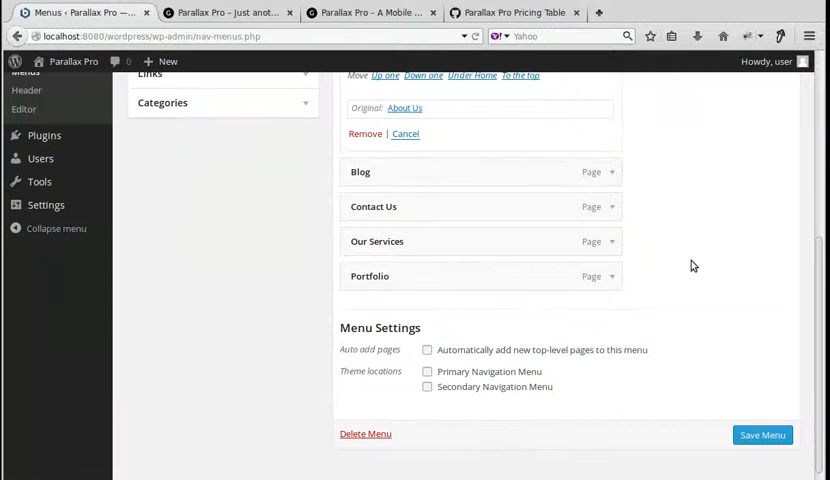 Menus ‹ Parallax Pro —... × Parallax Pro – Just anot... × Parallax Pro – A Mobile ... × Parallax Pro Pricing Table × +
localhost:8080/wordpress/wp-admin/nav-menus.php Yahoo
Parallax Pro 0 + New Howdy, user
Menus
Header
Editor
Plugins
Users
Tools
Settings
Collapse menu
Links
Categories
Move Up one Down one Under Home To the top
Original: About Us
Remove | Cancel
Blog Page
Contact Us Page
Our Services Page
Portfolio Page
Menu Settings
Auto add pages Automatically add new top-level pages to this menu
Theme locations Primary Navigation Menu
Secondary Navigation Menu
Delete Menu Save Menu